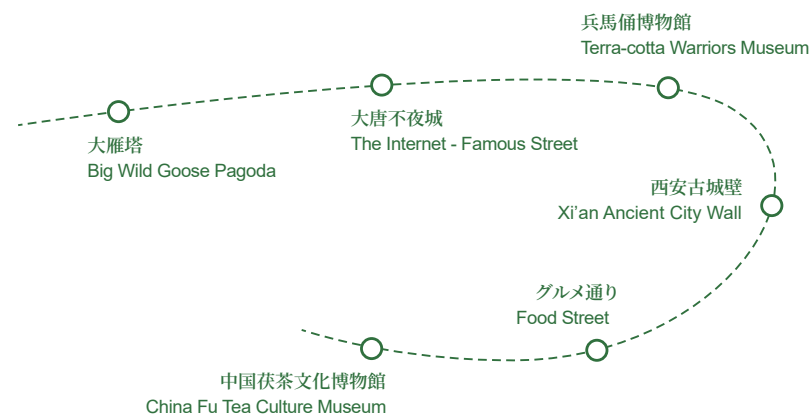 兵馬俑博物館
Terra-cotta Warriors Museum
大唐不夜城
The Internet - Famous Street
大雁塔
Big Wild Goose Pagoda
西安古城壁
Xi’an Ancient City Wall
グルメ通り
Food Street
中国茯茶文化博物館
China Fu Tea Culture Museum